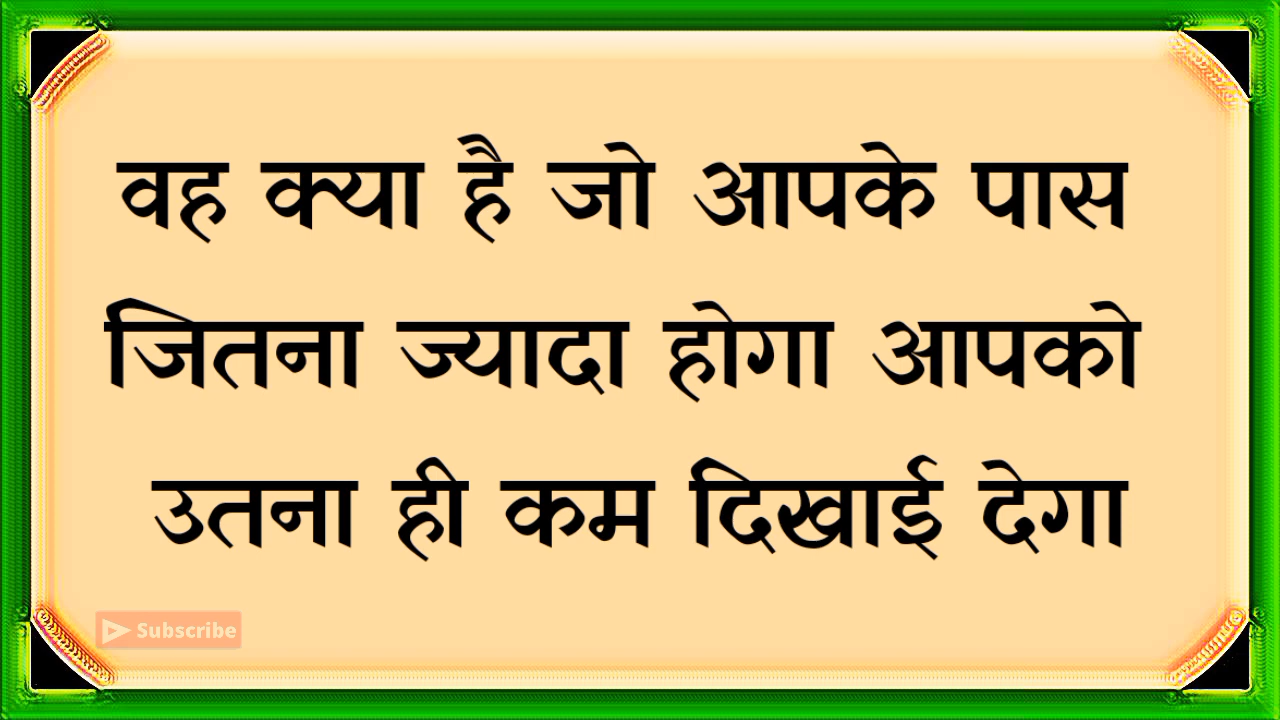 वह क्या है जो आपके पास
जितना ज्यादा होगा आपको
उतना ही कम दिखाई देगा
Subscribe